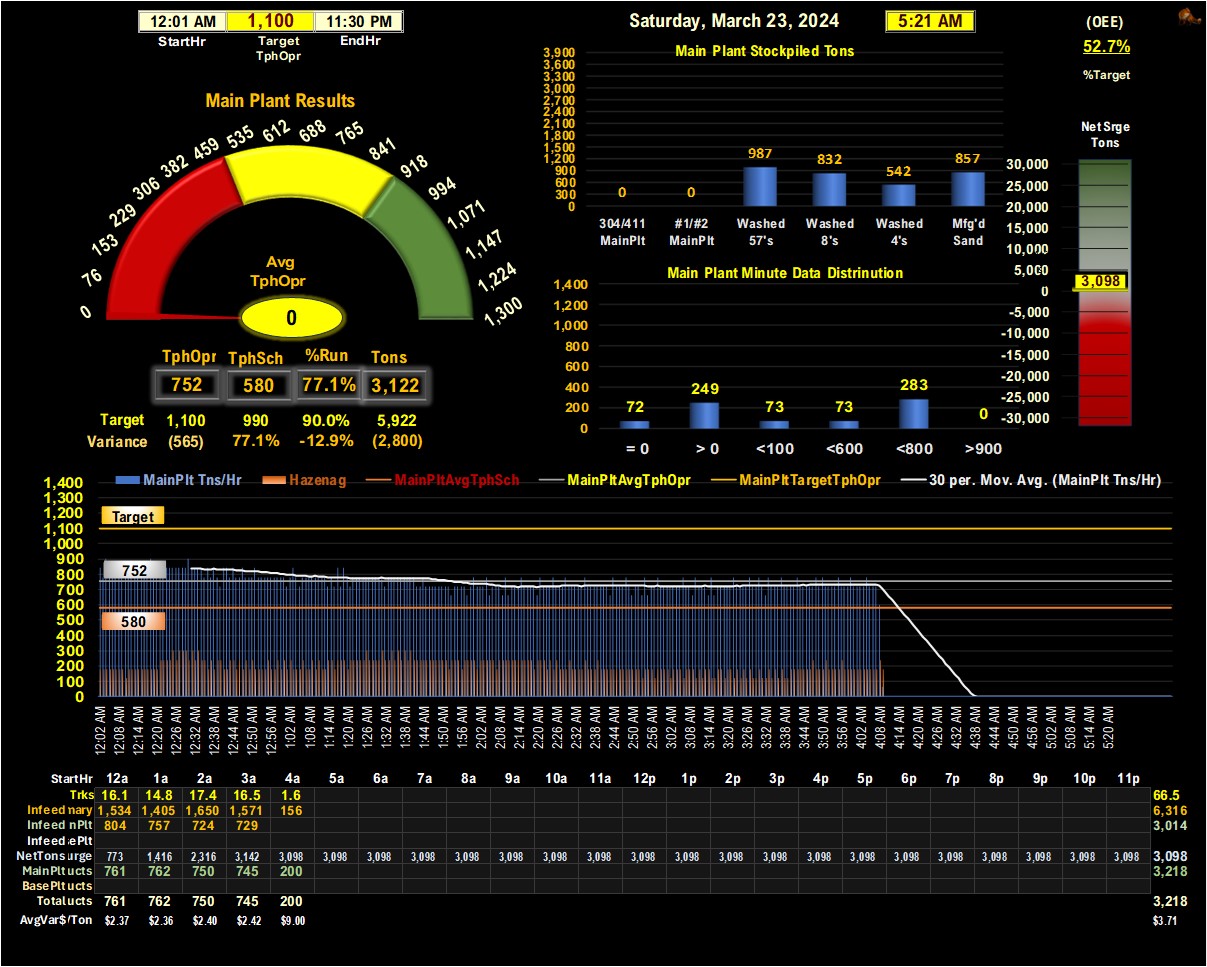 12:01 AM 1,100 11:30 PM
StartHr Target TphOpr EndHr
Saturday, March 23, 2024 5:21 AM
(OEE)
52.7%
%Target
Main Plant Results
0 76 153 229 306 382 459 535 612 688 765 841 918 994 1,071 1,147 1,224 1,300
Avg
TphOpr
0
TphOpr TphSch %Run Tons
752 580 77.1% 3,122
Target 1,100 990 90.0% 5,922
Variance (565) 77.1% -12.9% (2,800)
Main Plant Stockpiled Tons
3,900
3,600
3,300
3,000
2,700
2,400
2,100
1,800
1,500
1,200
900
600
300
0
0 0 987 832 542 857
304/411 #1/#2 Washed Washed Washed Mfg'd
MainPlt MainPlt 57's 8's 4's Sand
Main Plant Minute Data Distrinution
1,400
1,200
1,000
800
600
400
200
0
72 249 73 73 283 0
= 0 > 0 <100 <600 <800 >900
Net Srge
Tons
30,000
25,000
20,000
15,000
10,000
5,000
0
-5,000
-10,000
-15,000
-20,000
-25,000
-30,000
3,098
MainPlt Tns/Hr Hazenag MainPltAvgTphSch MainPltAvgTphOpr MainPltTargetTphOpr 30 per. Mov. Avg. (MainPlt Tns/Hr)
1,400
1,300
1,200
1,100
1,000
900
800
700
600
500
400
300
200
100
0
Target
752
580
12:02 AM 12:08 AM 12:14 AM 12:20 AM 12:26 AM 12:32 AM 12:38 AM 12:44 AM 12:50 AM 12:56 AM 1:02 AM 1:08 AM 1:14 AM 1:20 AM 1:26 AM 1:32 AM 1:38 AM 1:44 AM 1:50 AM 1:56 AM 2:02 AM 2:08 AM 2:14 AM 2:20 AM 2:26 AM 2:32 AM 2:38 AM 2:44 AM 2:50 AM 2:56 AM 3:02 AM 3:08 AM 3:14 AM 3:20 AM 3:26 AM 3:32 AM 3:38 AM 3:44 AM 3:50 AM 3:56 AM 4:02 AM 4:08 AM 4:14 AM 4:20 AM 4:26 AM 4:32 AM 4:38 AM 4:44 AM 4:50 AM 4:56 AM 5:02 AM 5:08 AM 5:14 AM 5:20 AM
StartHr 12a 1a 2a 3a 4a 5a 6a 7a 8a 9a 10a 11a 12p 1p 2p 3p 4p 5p 6p 7p 8p 9p 10p 11p
Trks 16.1 14.8 17.4 16.5 1.6 66.5
Infeed nary 1,534 1,405 1,650 1,571 156 6,316
Infeed nPlt 804 757 724 729 3,014
Infeed ePlt
NetTons urge 773 1,416 2,316 3,142 3,098 3,098 3,098 3,098 3,098 3,098 3,098 3,098 3,098 3,098 3,098 3,098 3,098 3,098 3,098 3,098 3,098 3,098 3,098 3,098 3,098
MainPlt ucts 761 762 750 745 200 3,218
BasePlt ucts
Total ucts 761 762 750 745 200 3,218
AvgVar$/Ton $2.37 $2.36 $2.40 $2.42 $9.00 $3.71